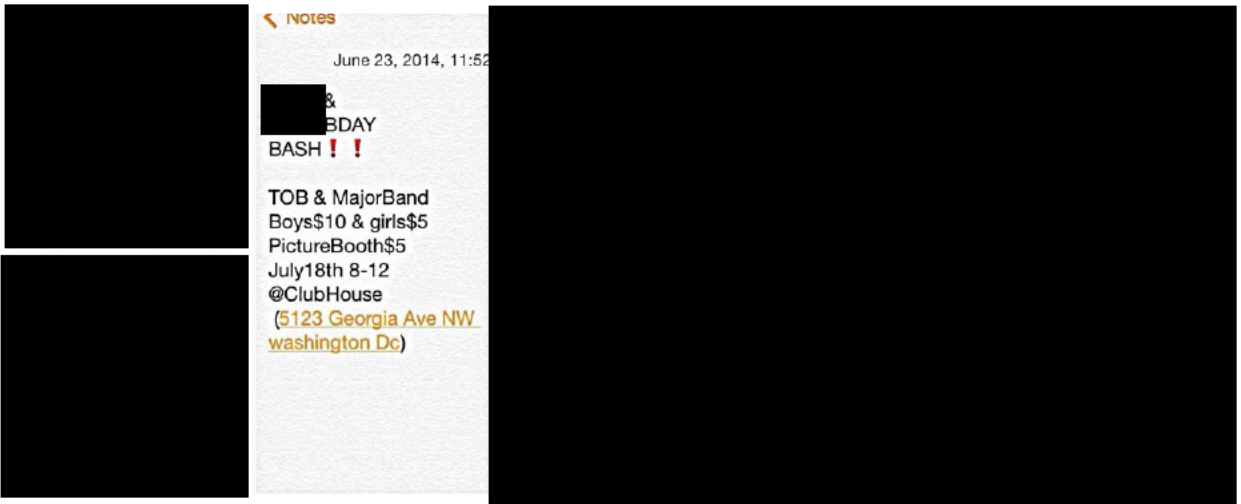 Notes
June 23, 2014, 11:52
&
BDAY
BASH❗❗
TOB & MajorBand
Boys$10 & girls$5
PictureBooth$5
July18th 8-12
@ClubHouse
(5123 Georgia Ave NW
washington Dc)